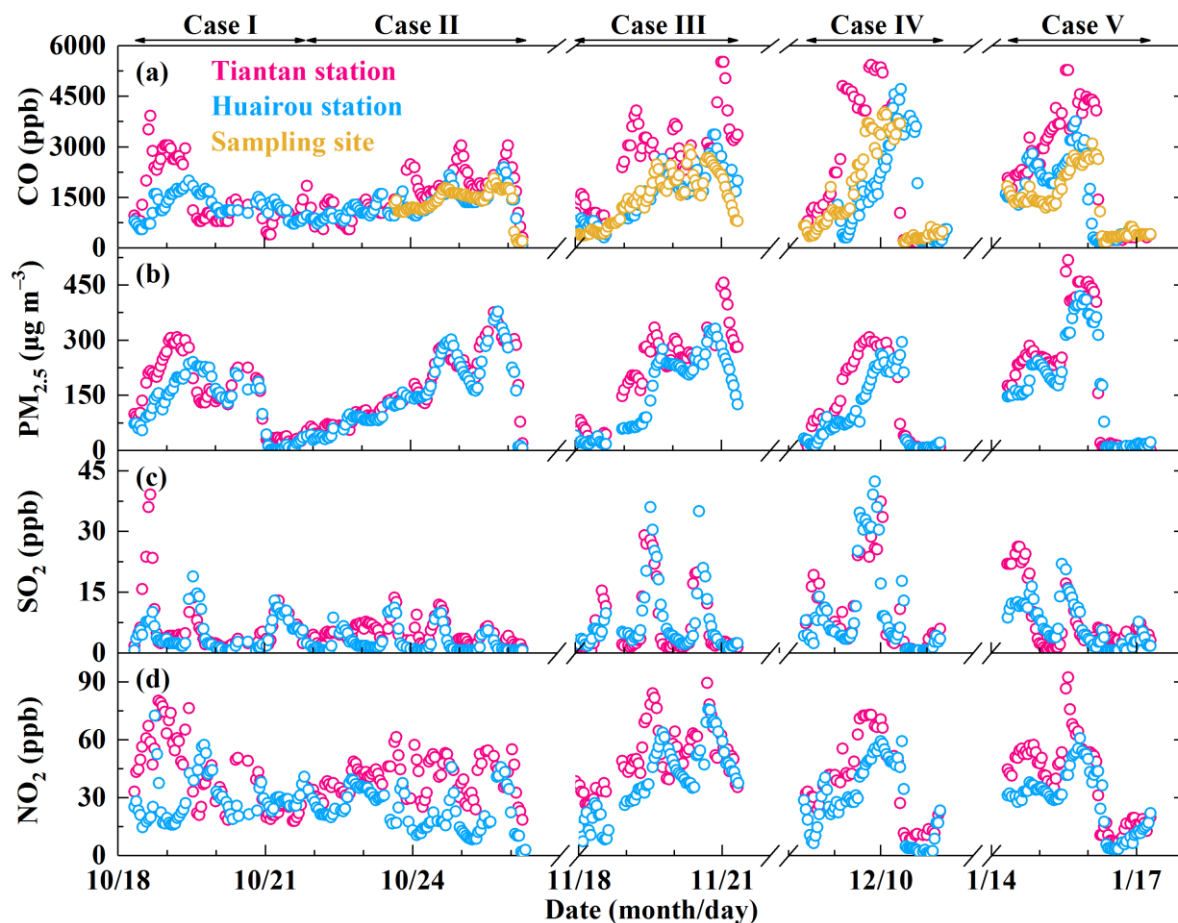 Case I Case II Case III Case IV Case V
6000
(a) Tiantan station
4500
Huairou station
3000
Sampling site
1500
0
CO (ppb)
(b)
450
300
150
0
PM2.5 (μg m⁻³)
(c)
45
30
15
0
SO2 (ppb)
(d)
90
60
30
0
NO2 (ppb)
10/18 10/21 10/24 11/18 11/21 12/10 1/14 1/17
Date (month/day)